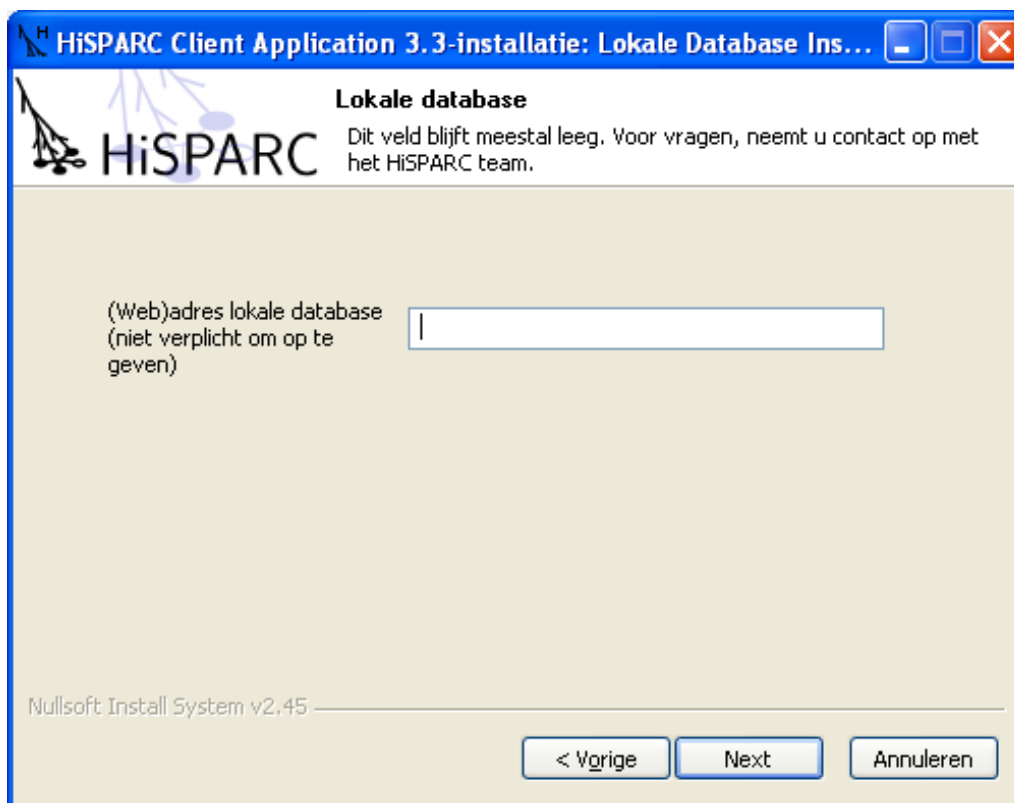 HiSPARC Client Application 3.3-installatie: Lokale Database Ins...
H
HiSPARC
Lokale database
Dit veld blijft meestal leeg. Voor vragen, neemt u contact op met
het HiSPARC team.
(Web)adres lokale database
(niet verplicht om op te
geven)
Nullsoft Install System v2.45
< Vorige
Next
Annuleren